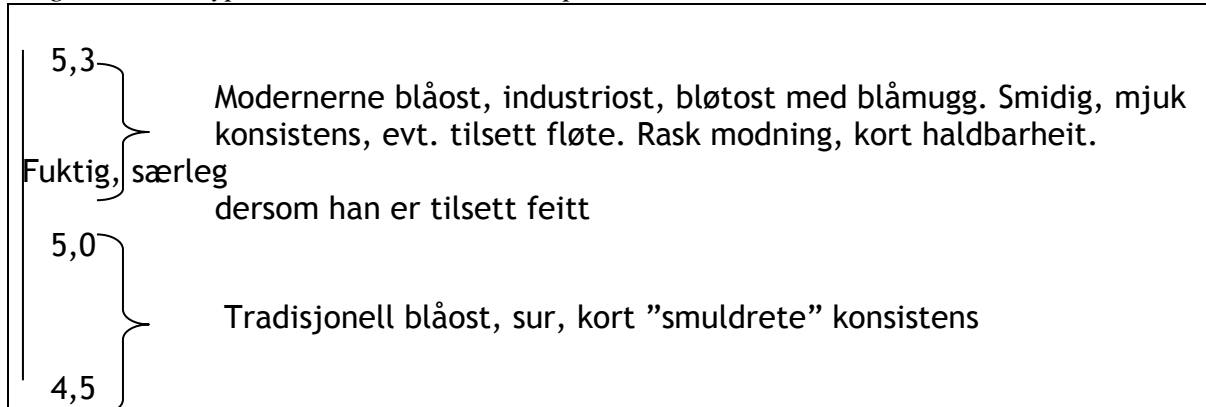 5,3
Modernerne blåost, industriost, bløtost med blåmugg. Smidig, mjuk
konsistens, evt. tilsett fløte. Rask modning, kort haldbarheit.
Fuktig, særleg
dersom han er tilsett feitt
5,0
Tradisjonell blåost, sur, kort ”smuldrete” konsistens
4,5